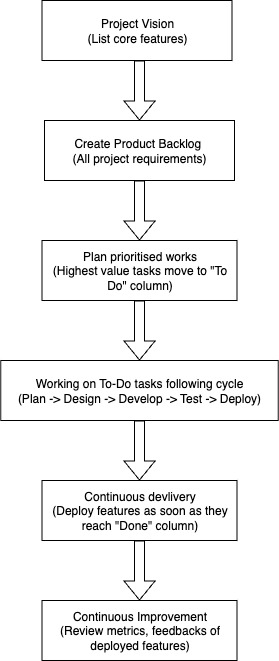 Project Vision
(List core features)
Create Product Backlog
(All project requirements)
Plan prioritised works
(Highest value tasks move to "To
Do" column)
Working on To-Do tasks following cycle
(Plan -> Design -> Develop -> Test -> Deploy)
Continuous devlivery
(Deploy features as soon as they
reach "Done" column)
Continuous Improvement
(Review metrics, feedbacks of
deployed features)